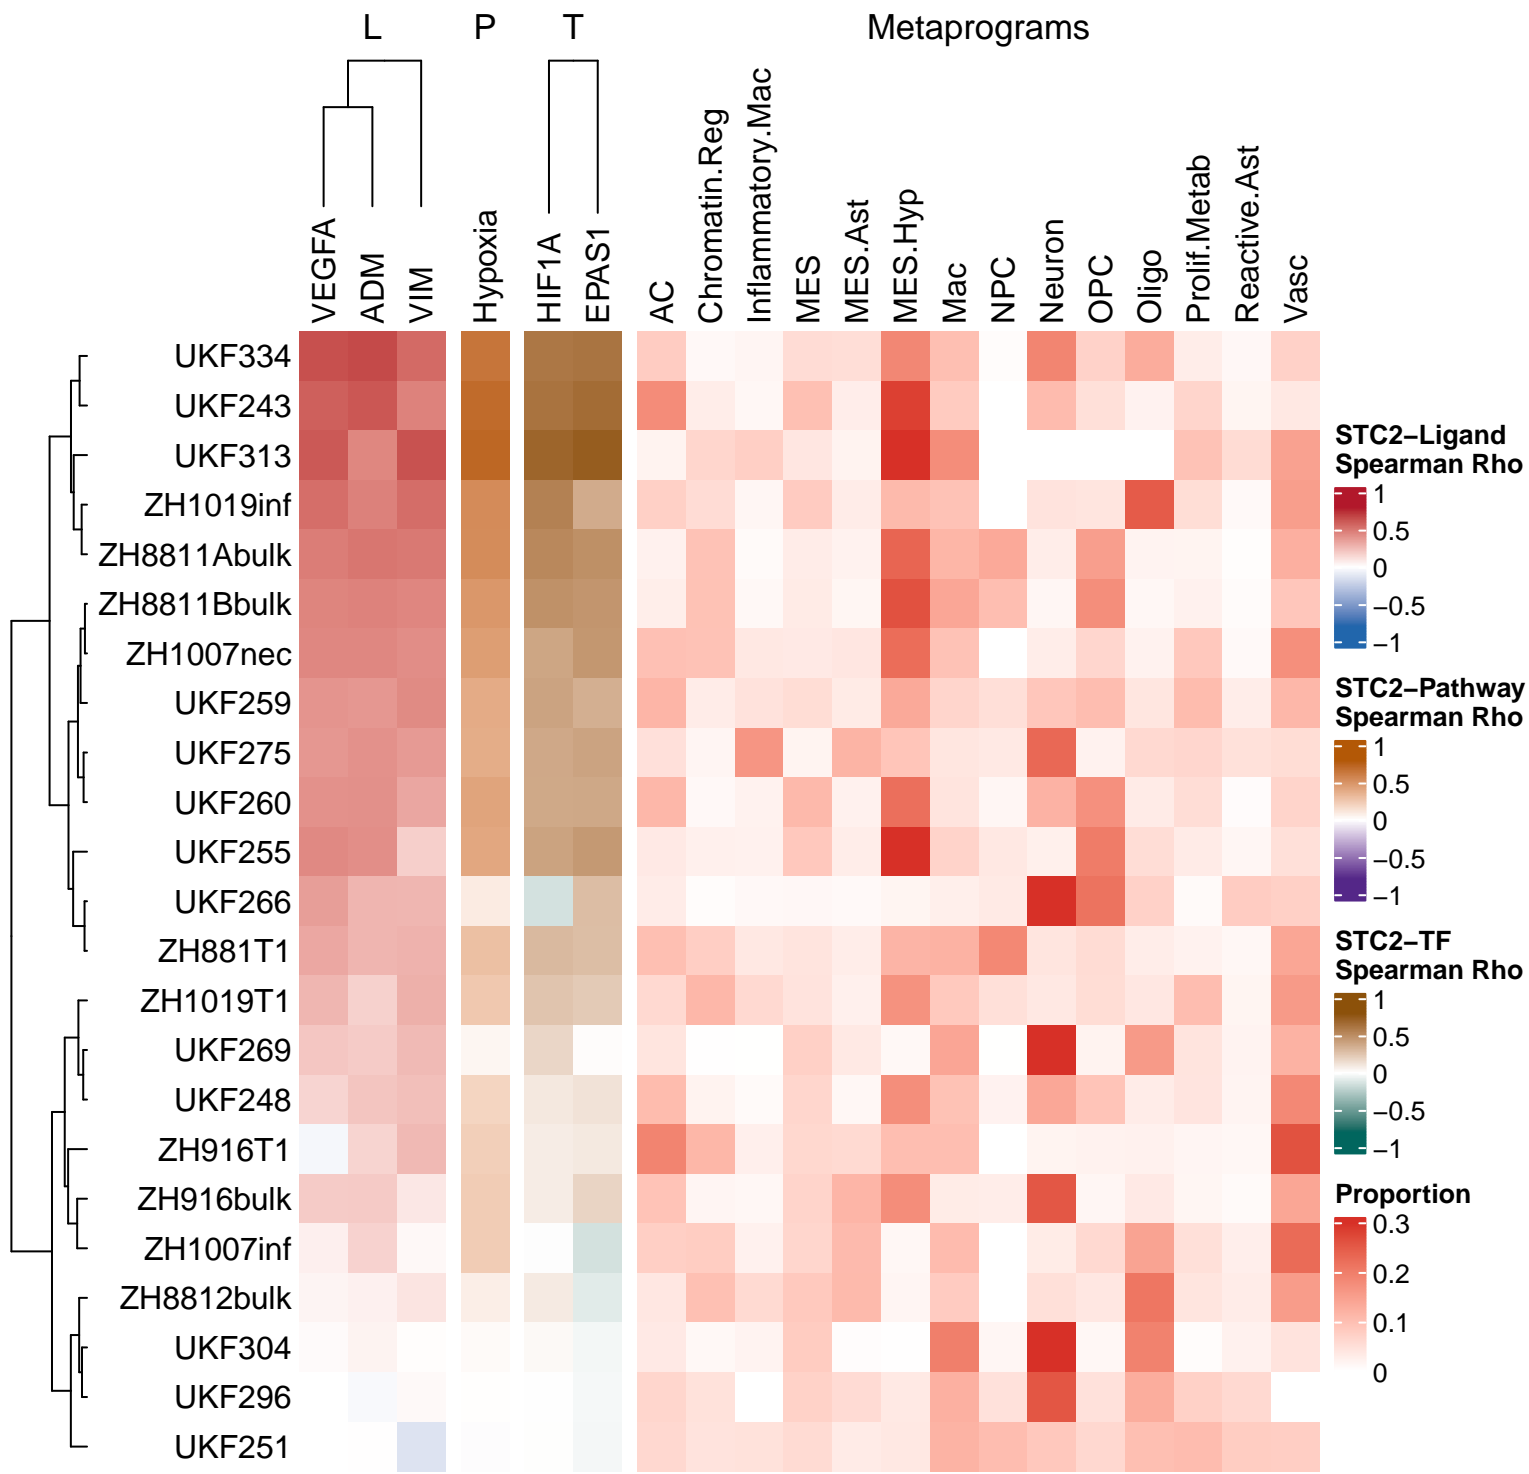 L P T Metaprograms
VEGFA ADM VIM Hypoxia HIF1A EPAS1 AC Chromatin.Reg Inflammatory.Mac MES MES.Ast MES.Hyp Mac NPC Neuron OPC Oligo Prolif.Metab Reactive.Ast Vasc
UKF334
UKF243
UKF313
ZH1019inf
ZH8811Abulk
ZH8811Bbulk
ZH1007nec
UKF259
UKF275
UKF260
UKF255
UKF266
ZH881T1
ZH1019T1
UKF269
UKF248
ZH916T1
ZH916bulk
ZH1007inf
ZH8812bulk
UKF304
UKF296
UKF251
STC2−Ligand
Spearman Rho
1
0.5
0
−0.5
−1
STC2−Pathway
Spearman Rho
1
0.5
0
−0.5
−1
STC2−TF
Spearman Rho
1
0.5
0
−0.5
−1
Proportion
0.3
0.2
0.1
0